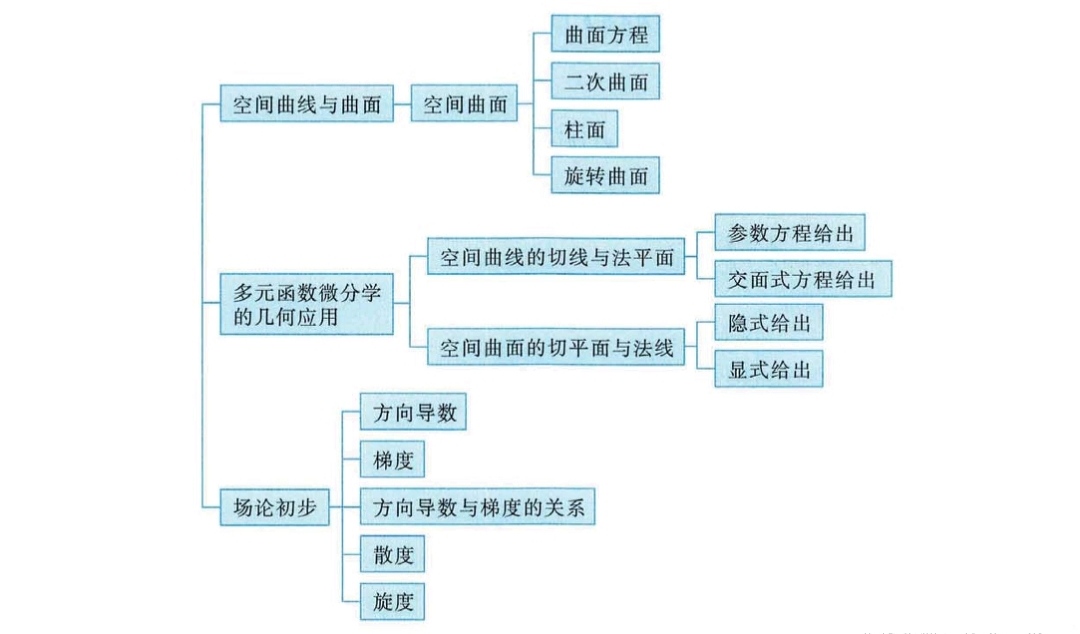 空间曲线与曲面
空间曲面
曲面方程
二次曲面
柱面
旋转曲面
多元函数微分学
的几何应用
空间曲线的切线与法平面
参数方程给出
交面式方程给出
空间曲面的切平面与法线
隐式给出
显式给出
场论初步
方向导数
梯度
方向导数与梯度的关系
散度
旋度